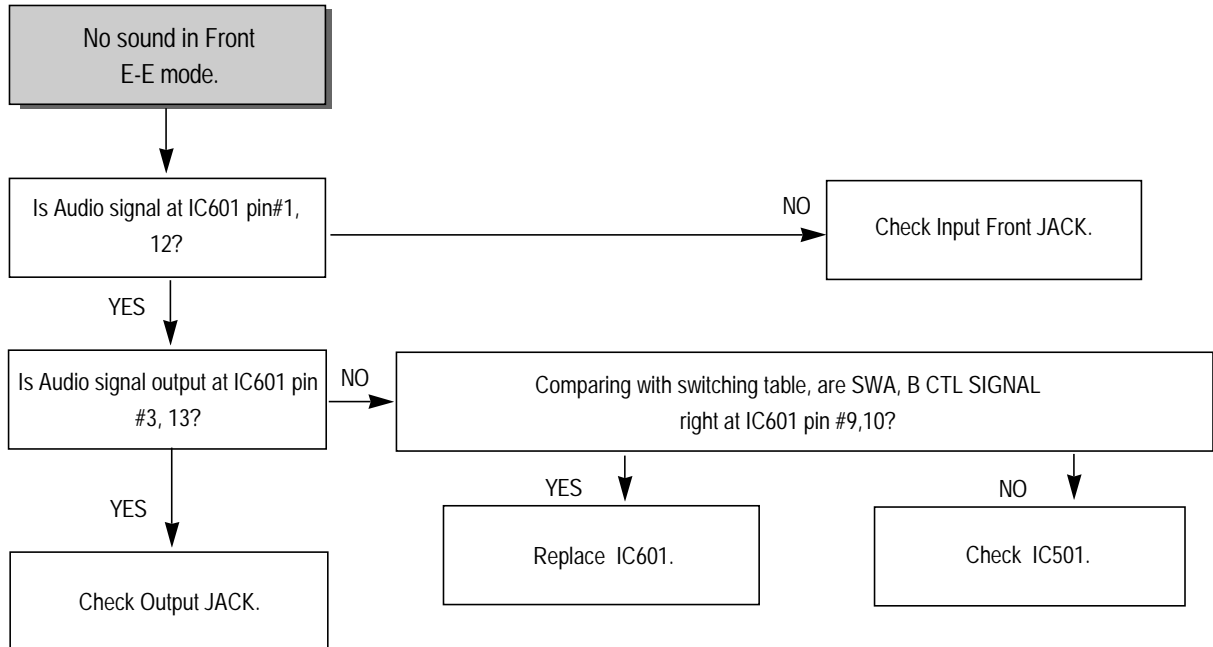 No sound in Front
E-E mode.
Is Audio signal at IC601 pin#1,
12?
NO
Check Input Front JACK.
YES
Is Audio signal output at IC601 pin
#3, 13?
NO
Comparing with switching table, are SWA, B CTL SIGNAL
right at IC601 pin #9,10?
YES
NO
YES
Replace IC601.
Check IC501.
Check Output JACK.